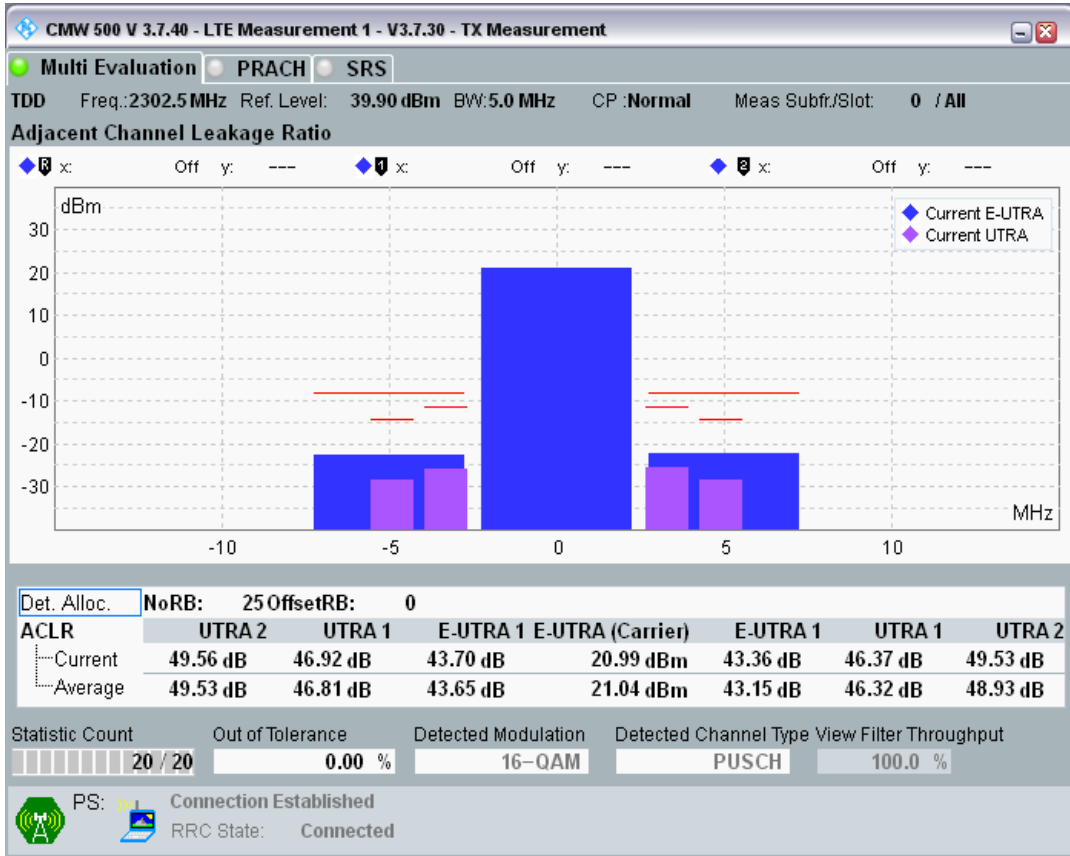 CMW 500 V 3.7.40 - LTE Measurement 1 - V3.7.30 - TX Measurement
Multi Evaluation PRACH SRS
TDD Freq.:2302.5 MHz Ref. Level: 39.90 dBm BW:5.0 MHz CP :Normal Meas Subfr./Slot: 0 / All
Adjacent Channel Leakage Ratio
R x: Off y: --- 1 x: Off y: --- 2 x: Off y: ---
dBm
Current E-UTRA
Current UTRA
30
20
10
0
-10
-20
-30
MHz
-10 -5 0 5 10
Det. Alloc. NoRB: 25 OffsetRB: 0
ACLR UTRA 2 UTRA 1 E-UTRA 1 E-UTRA (Carrier) E-UTRA 1 UTRA 1 UTRA 2
Current 49.56 dB 46.92 dB 43.70 dB 20.99 dBm 43.36 dB 46.37 dB 49.53 dB
Average 49.53 dB 46.81 dB 43.65 dB 21.04 dBm 43.15 dB 46.32 dB 48.93 dB
Statistic Count Out of Tolerance Detected Modulation Detected Channel Type View Filter Throughput
20 / 20 0.00 % 16-QAM PUSCH 100.0 %
PS: Connection Established
RRC State: Connected